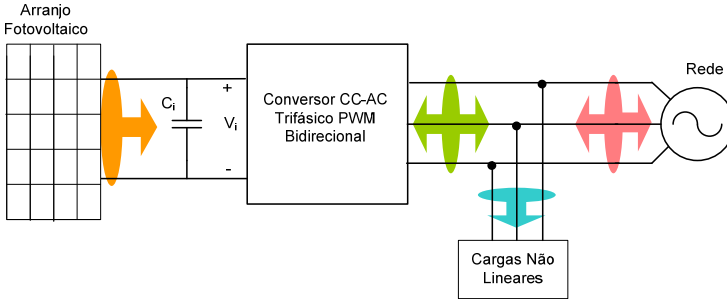 Arranjo
Fotovoltaico
Rede
+
Ci
Vi
-
Conversor CC-AC
Trifásico PWM
Bidirecional
Cargas Não
Lineares